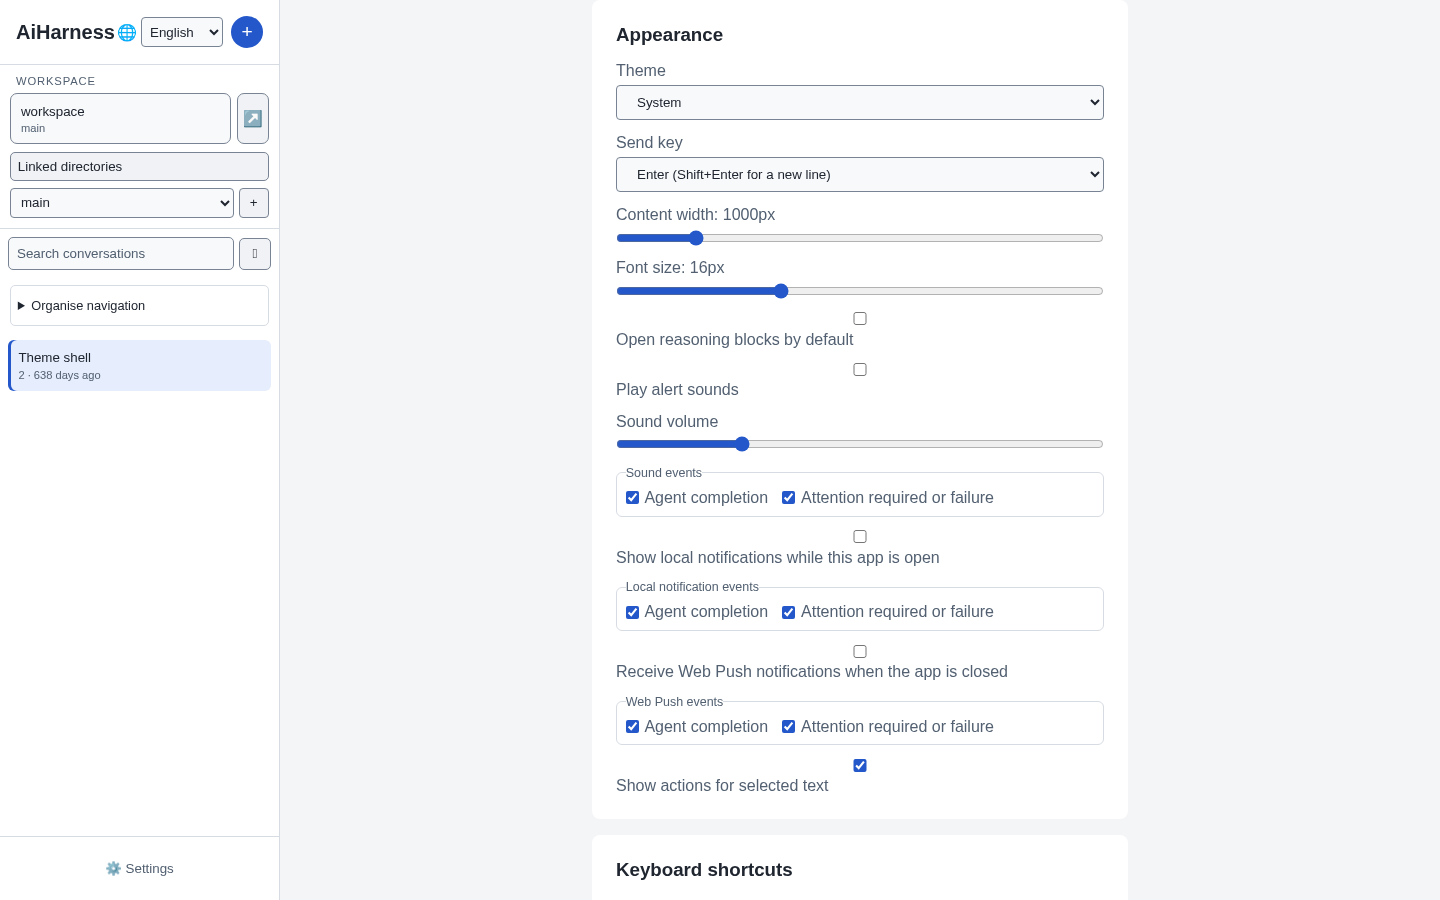 AiHarness
English
+
WORKSPACE
workspace
main
Linked directories
main
+
Search conversations
Organise navigation
Theme shell
2 · 638 days ago
Settings
Appearance
Theme
System
Send key
Enter (Shift+Enter for a new line)
Content width: 1000px
Font size: 16px
Open reasoning blocks by default
Play alert sounds
Sound volume
Sound events
Agent completion Attention required or failure
Show local notifications while this app is open
Local notification events
Agent completion Attention required or failure
Receive Web Push notifications when the app is closed
Web Push events
Agent completion Attention required or failure
Show actions for selected text
Keyboard shortcuts